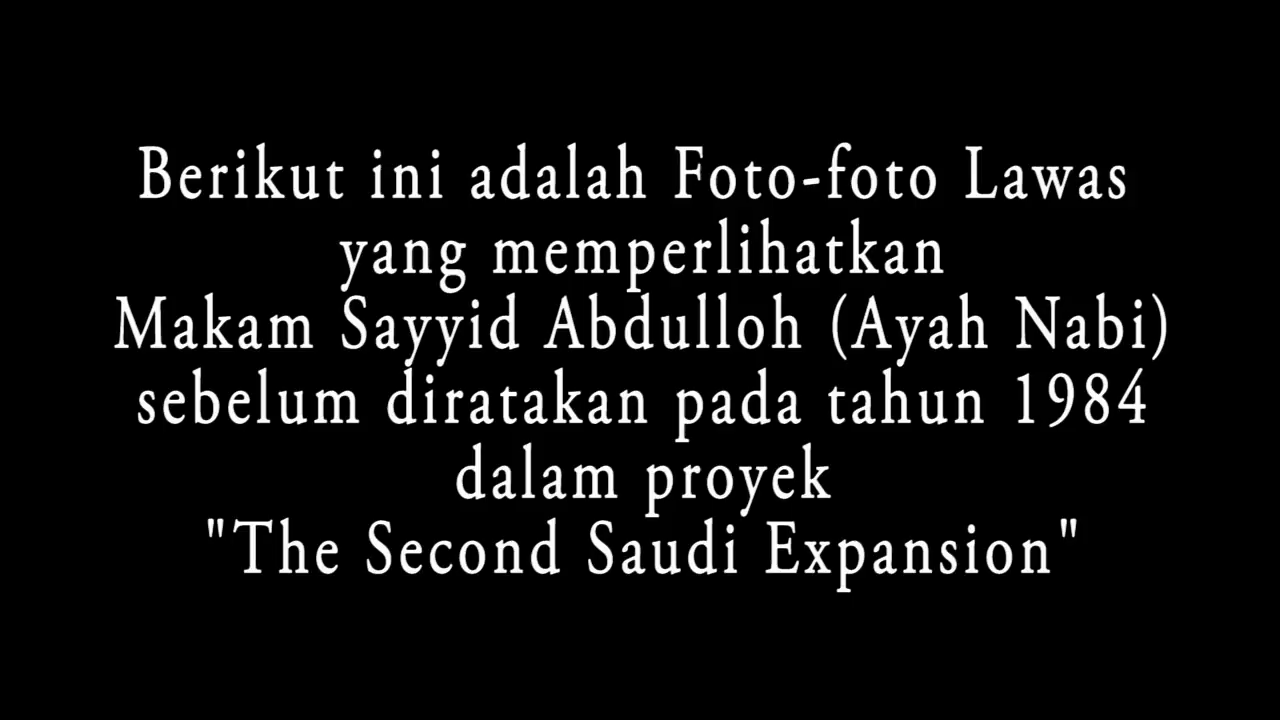 Berikut ini adalah Foto-foto Lawas
yang memperlihatkan
Makam Sayyid Abdulloh (Ayah Nabi)
sebelum diratakan pada tahun 1984
dalam proyek
"The Second Saudi Expansion"